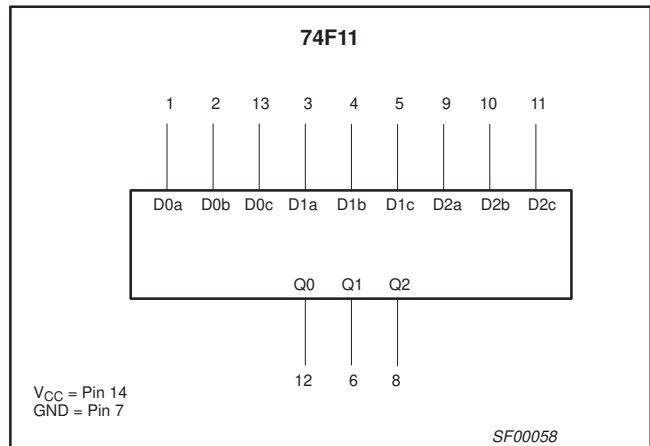 74F11
1 2 13 3 4 5 9 10 11
D0a D0b D0c D1a D1b D1c D2a D2b D2c
Q0 Q1 Q2
12 6 8
VCC = Pin 14
GND = Pin 7
SF00058